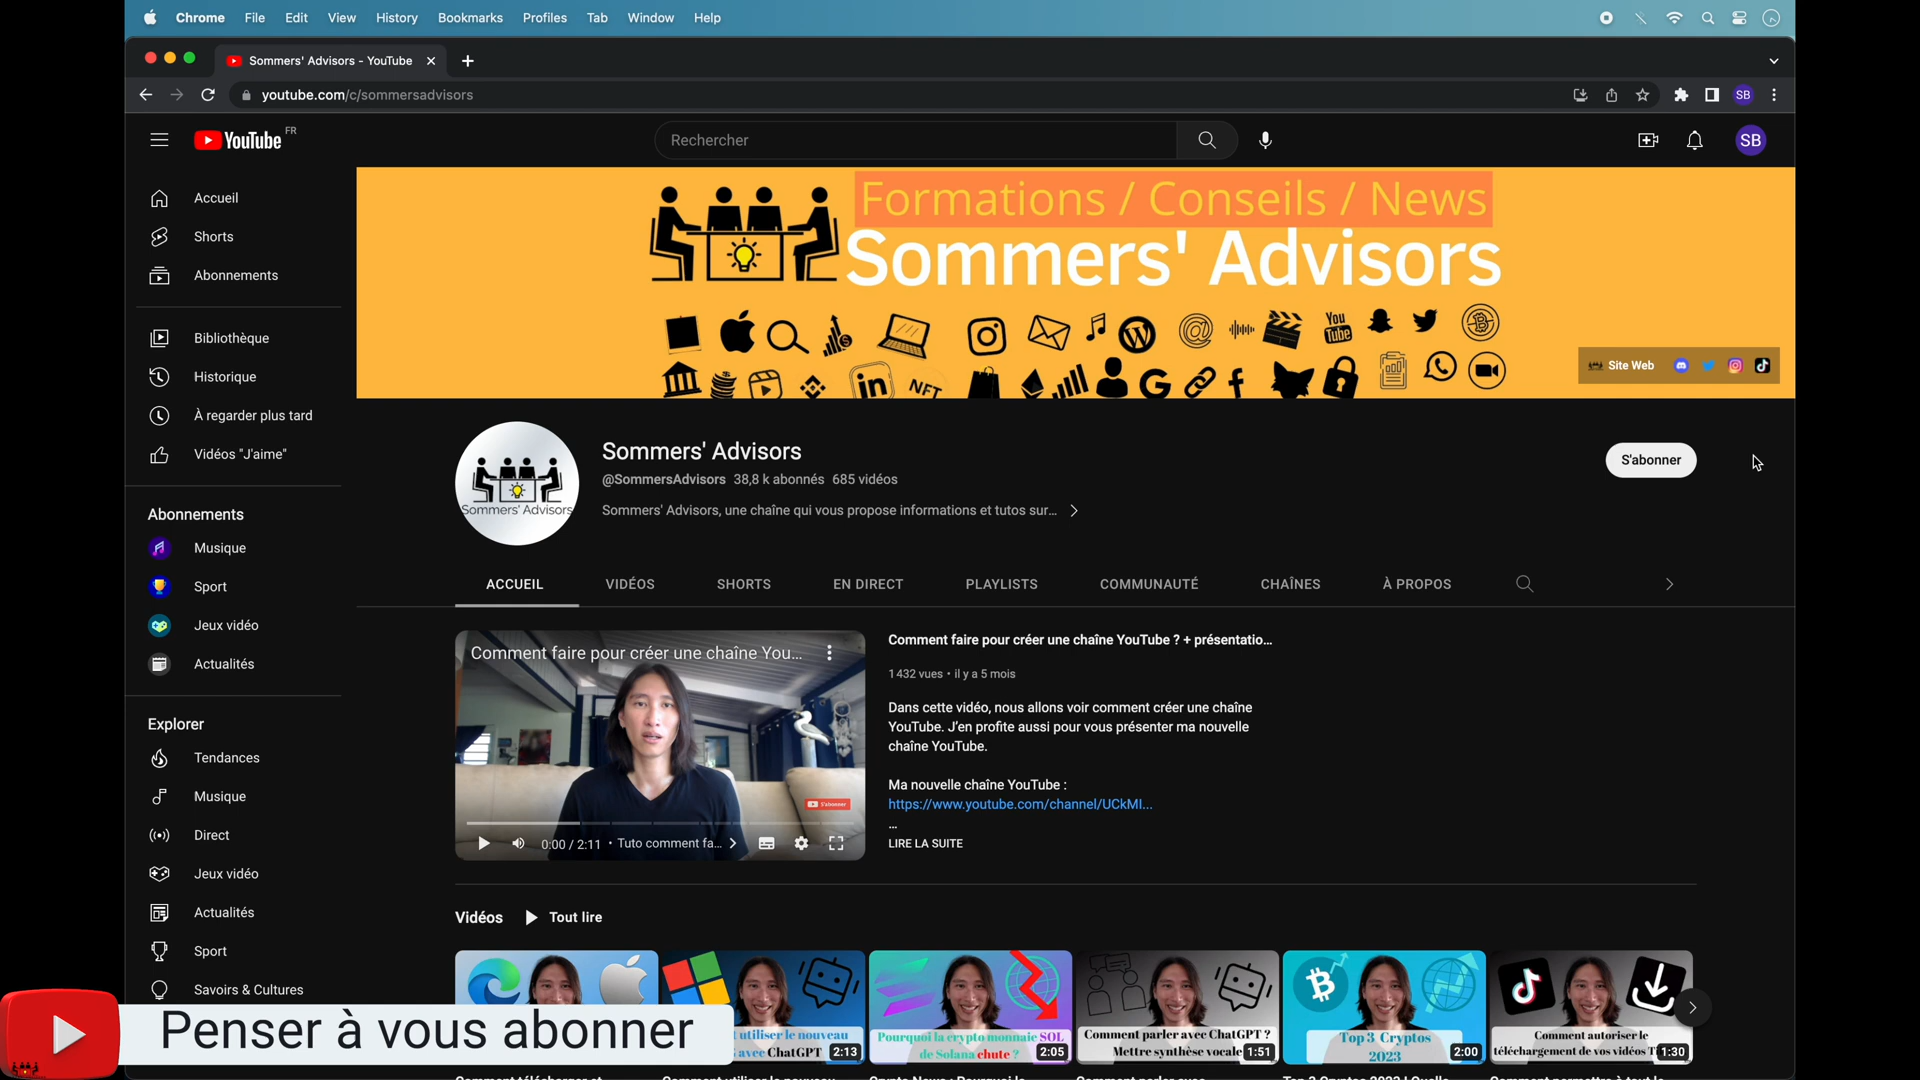 Chrome File Edit View History Bookmarks Profiles Tab Window Help
Sommers' Advisors - YouTube
youtube.com/c/sommersadvisors
SB
YouTube FR
Rechercher
SB
Accueil
Shorts
Abonnements
Bibliothèque
Historique
À regarder plus tard
Vidéos "J'aime"
Abonnements
Musique
Sport
Jeux vidéo
Actualités
Explorer
Tendances
Musique
Direct
Jeux vidéo
Actualités
Sport
Savoirs & Cultures
Formations / Conseils / News
Sommers' Advisors
You
Tube
in
NFT
Site Web
Sommers' Advisors
Sommers' Advisors
@SommersAdvisors 38,8 k abonnés 685 vidéos
Sommers' Advisors, une chaîne qui vous propose informations et tutos sur...
S'abonner
ACCUEIL VIDÉOS SHORTS EN DIRECT PLAYLISTS COMMUNAUTÉ CHAÎNES À PROPOS
Comment faire pour créer une chaîne You...
S'abonner
0:00 / 2:11 • Tuto comment fa...
Comment faire pour créer une chaîne YouTube ? + présentatio...
1 432 vues • il y a 5 mois
Dans cette vidéo, nous allons voir comment créer une chaîne
YouTube. J'en profite aussi pour vous présenter ma nouvelle
chaîne YouTube.
Ma nouvelle chaîne YouTube :
https://www.youtube.com/channel/UCkMl...
...
LIRE LA SUITE
Vidéos Tout lire
utiliser le nouveau
avec ChatGPT
2:13
Pourquoi la crypto monnaie SOL
de Solana chute ?
2:05
Comment parler avec ChatGPT ?
Mettre synthèse vocale
1:51
Top 3 Cryptos
2023
2:00
Comment autoriser le
téléchargement de vos vidéos
1:30
Penser à vous abonner